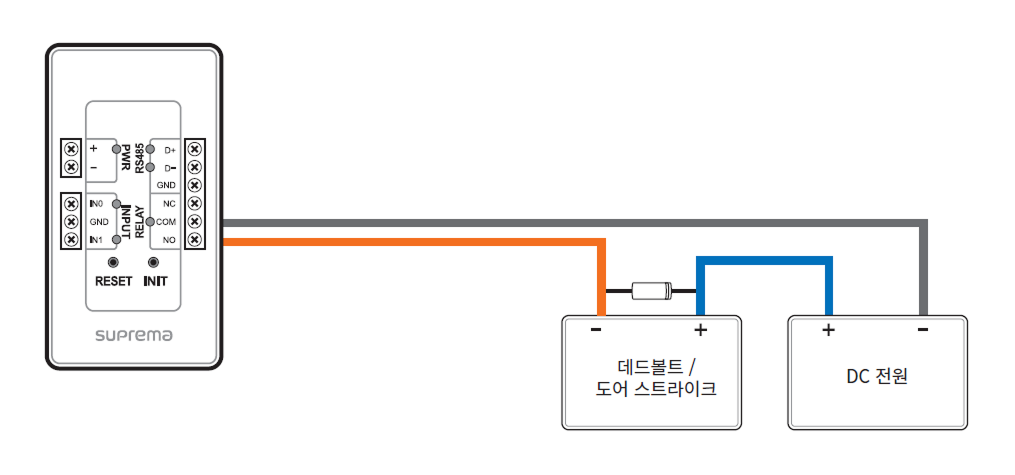 +
PWR
RS485
D+
-
D-
GND
IN0
INPUT
RELAY
NC
GND
COM
IN1
NO
RESET INIT
suprema
- +
+ -
데드볼트 /
도어 스트라이크
DC 전원